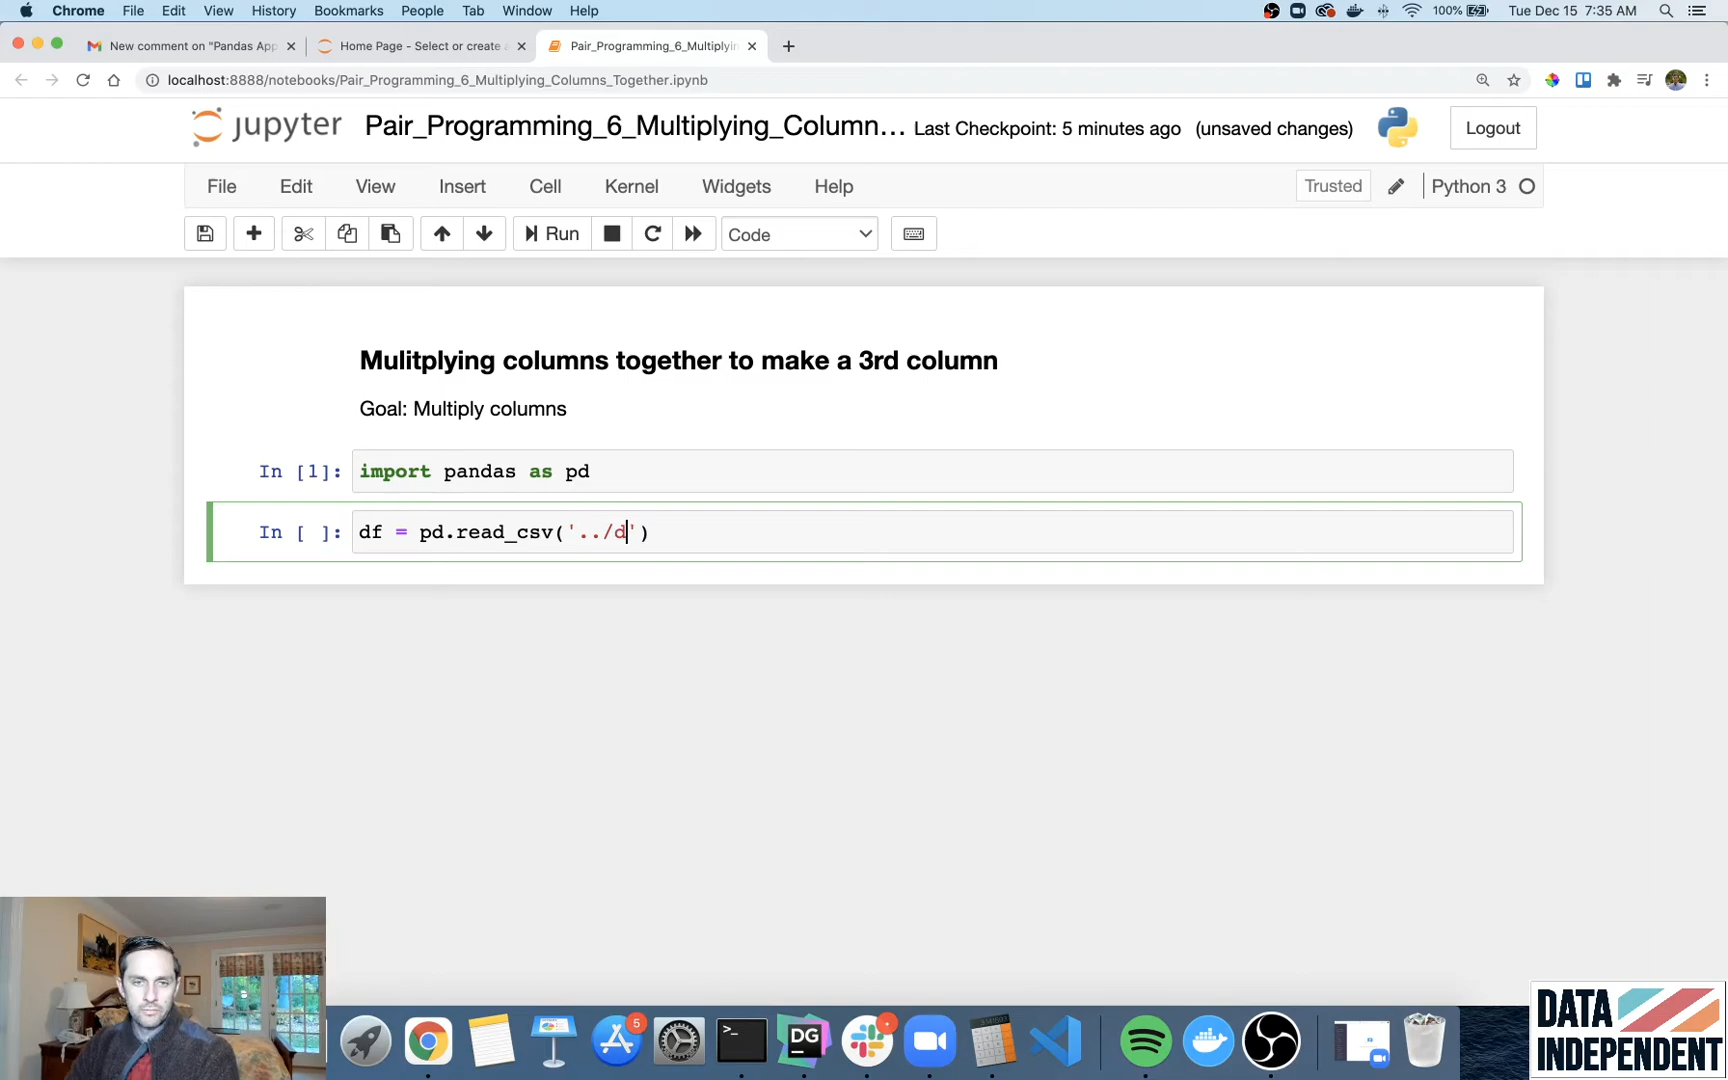 Chrome File Edit View History Bookmarks People Tab Window Help 100% Tue Dec 15 7:35 AM
New comment on "Pandas App Home Page - Select or create a Pair_Programming_6_Multiplyin
localhost:8888/notebooks/Pair_Programming_6_Multiplying_Columns_Together.ipynb
jupyter Pair_Programming_6_Multiplying_Column... Last Checkpoint: 5 minutes ago (unsaved changes) Logout
File Edit View Insert Cell Kernel Widgets Help Trusted Python 3
Run Code
Mulitplying columns together to make a 3rd column
Goal: Multiply columns
In [1]: import pandas as pd
In [ ]: df = pd.read_csv('../d')
5
>_
DG
DATA
INDEPENDENT